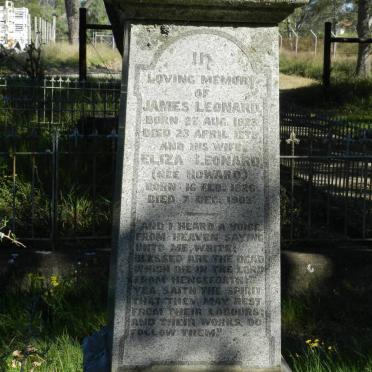 IN
LOVING MEMORY
OF
JAMES LEONARD
BORN 22 AUG. 1823
DIED 23 APRIL
AND HIS WIFE
ELIZA LEONARD
(NEE HOWARD)
BORN 16 FEB. 1826
DIED 7 DEC. 1903
AND I HEARD A VOICE
FROM HEAVEN SAYING
UNTO ME, WRITE;
BLESSED ARE THE DEAD
WHICH DIE IN THE LORD
FROM HENCEFORTH:
YEA, SAITH THE SPIRIT
THAT THEY MAY REST
FROM THEIR LABOURS;
AND THEIR WORKS DO
FOLLOW THEM."